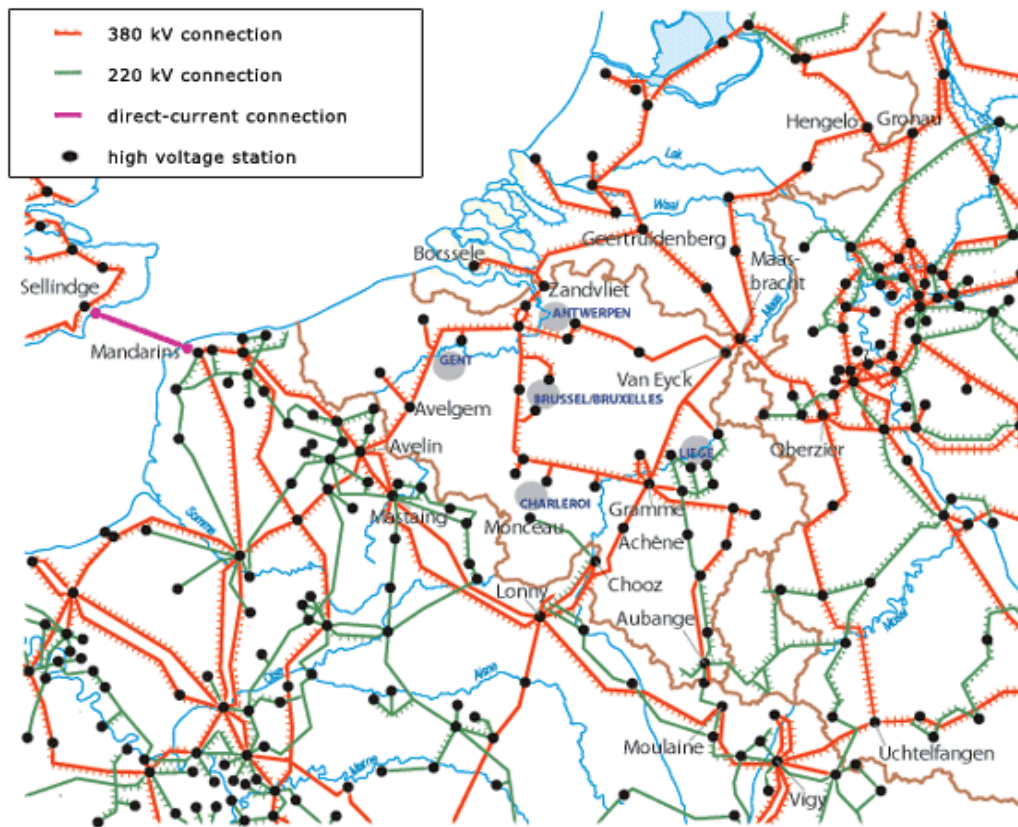 380 kV connection
220 kV connection
direct-current connection
high voltage station
Hengelo
Gronau
Lek
Waal
Geertruidenberg
Borssele
Maas-
bracht
Sellindge
Zandvliet
Maas
ANTWERPEN
Mandarins
GENT
Van Eyck
BRUSSEL/BRUXELLES
Avelgem
Avelin
LIEGE
Oberzier
CHARLEROI
Gramme
Mastaing
Monceau
Somme
Achêne
Chooz
Lonny
Aubange
Mosel
Oise
Aisne
Moulaine
Uchtelfangen
Marne
Vigy